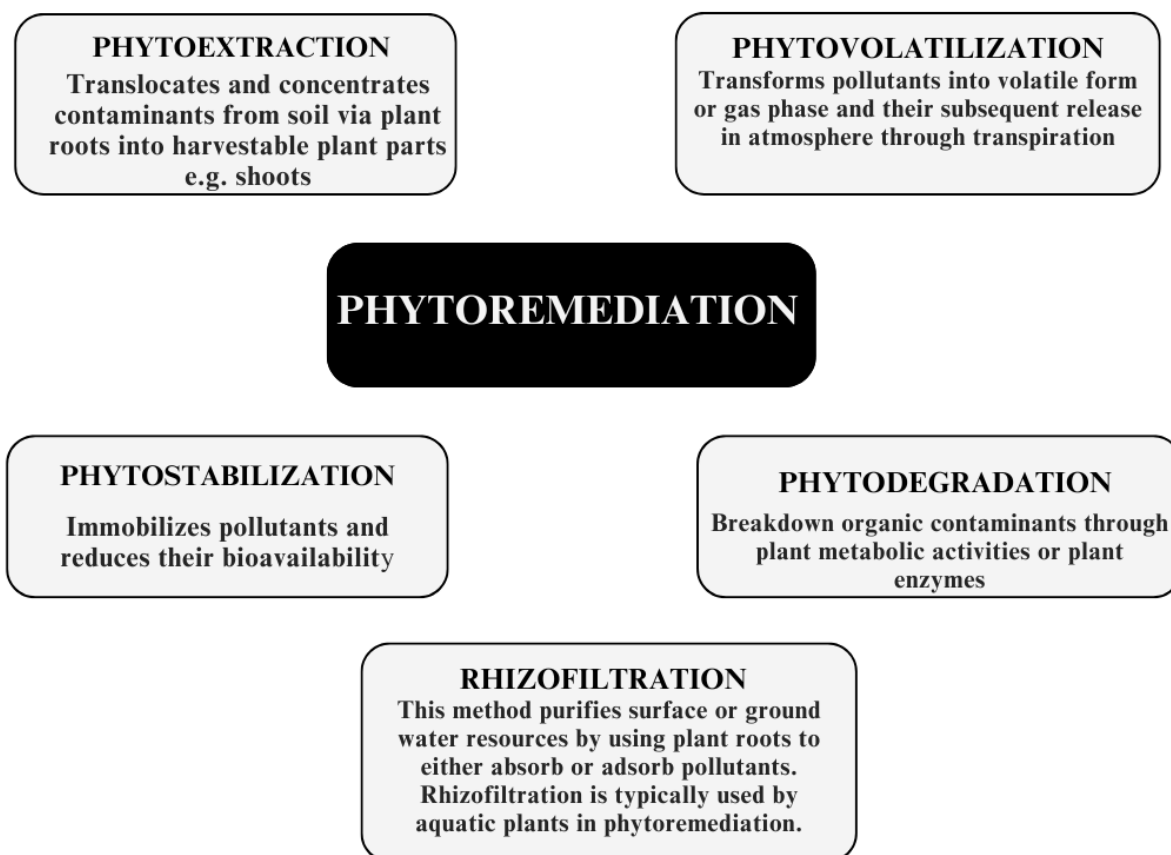 PHYTOEXTRACTION
Translocates and concentrates
contaminants from soil via plant
roots into harvestable plant parts
e.g. shoots
PHYTOVOLATILIZATION
Transforms pollutants into volatile form
or gas phase and their subsequent release
in atmosphere through transpiration
PHYTOREMEDIATION
PHYTOSTABILIZATION
Immobilizes pollutants and
reduces their bioavailability
PHYTODEGRADATION
Breakdown organic contaminants through
plant metabolic activities or plant
enzymes
RHIZOFILTRATION
This method purifies surface or ground
water resources by using plant roots to
either absorb or adsorb pollutants.
Rhizofiltration is typically used by
aquatic plants in phytoremediation.